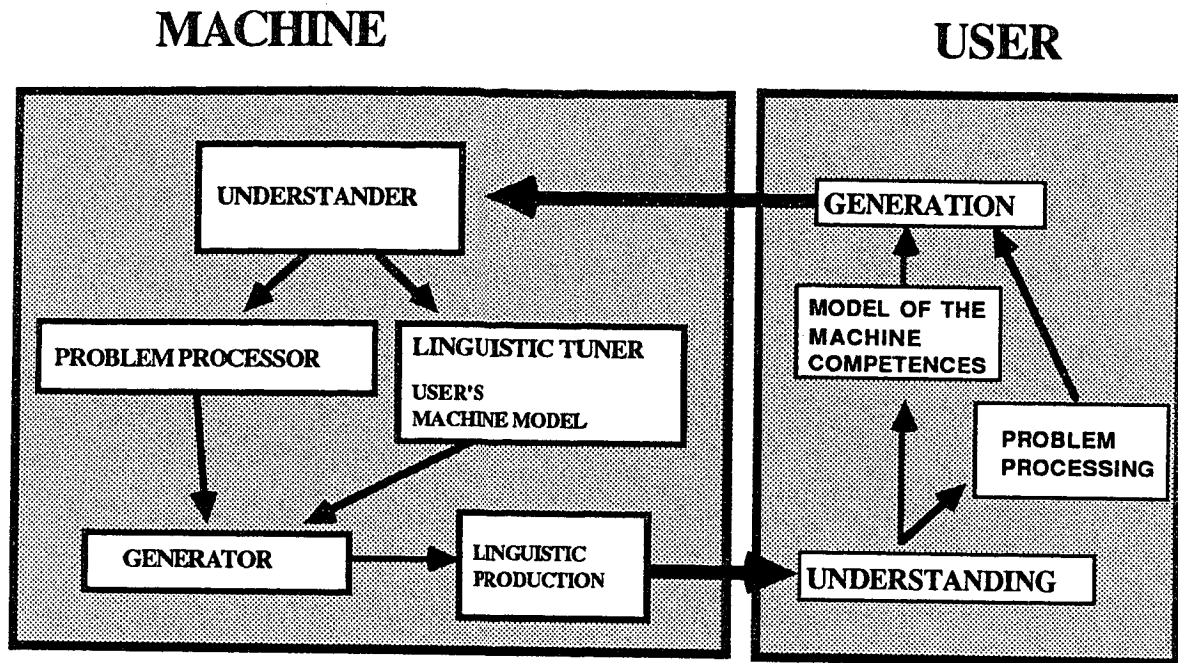 MACHINE
USER
UNDERSTANDER
PROBLEM PROCESSOR
LINGUISTIC TUNER
USER'S
MACHINE MODEL
GENERATOR
LINGUISTIC
PRODUCTION
GENERATION
MODEL OF THE
MACHINE
COMPETENCES
PROBLEM
PROCESSING
UNDERSTANDING